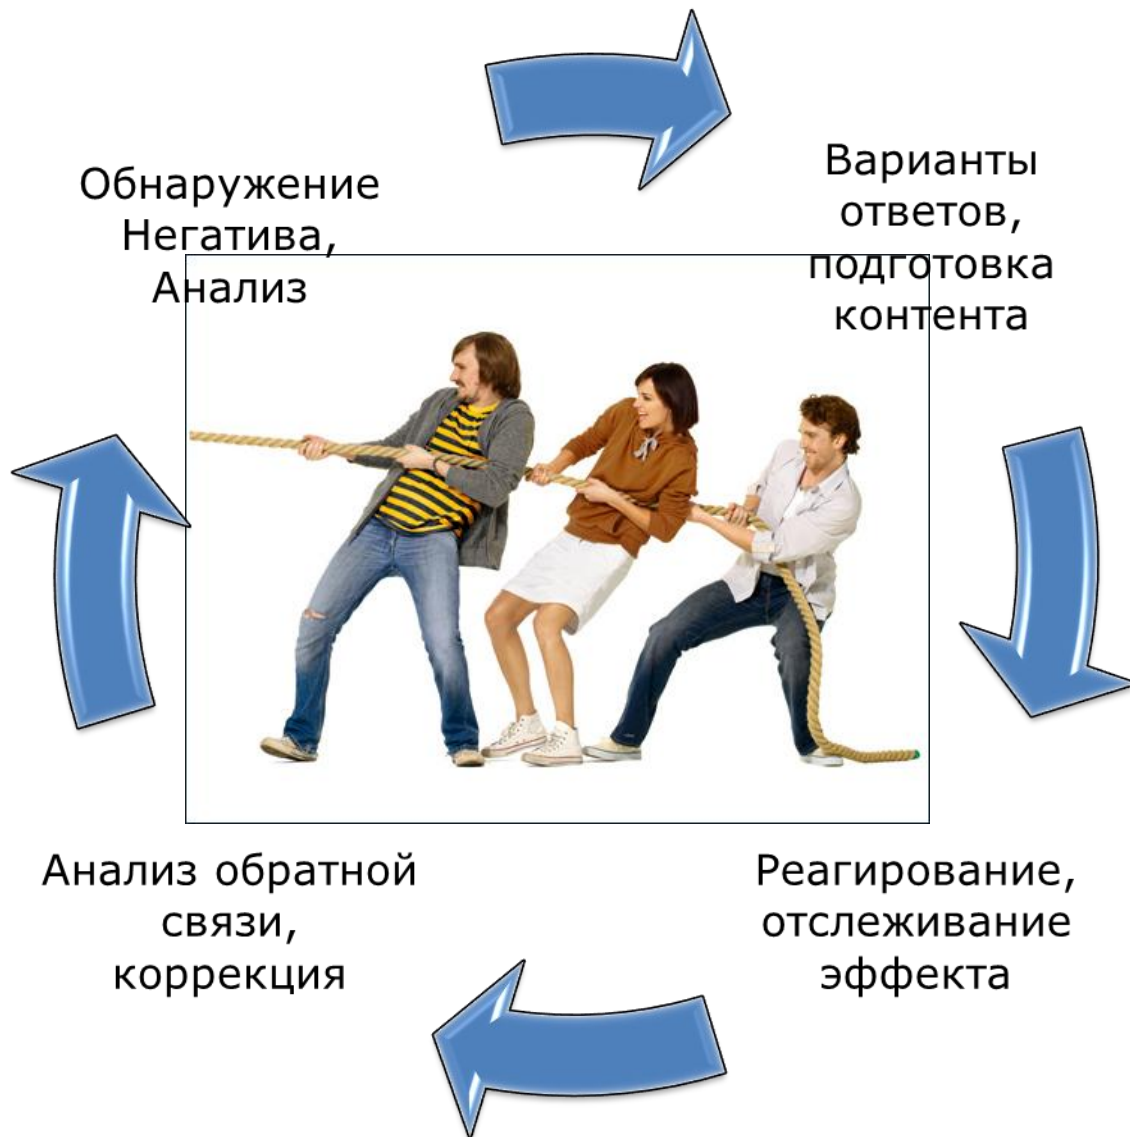 Обнаружение
Негатива,
Анализ
Варианты
ответов,
подготовка
контента
Анализ обратной
связи,
коррекция
Реагирование,
отслеживание
эффекта